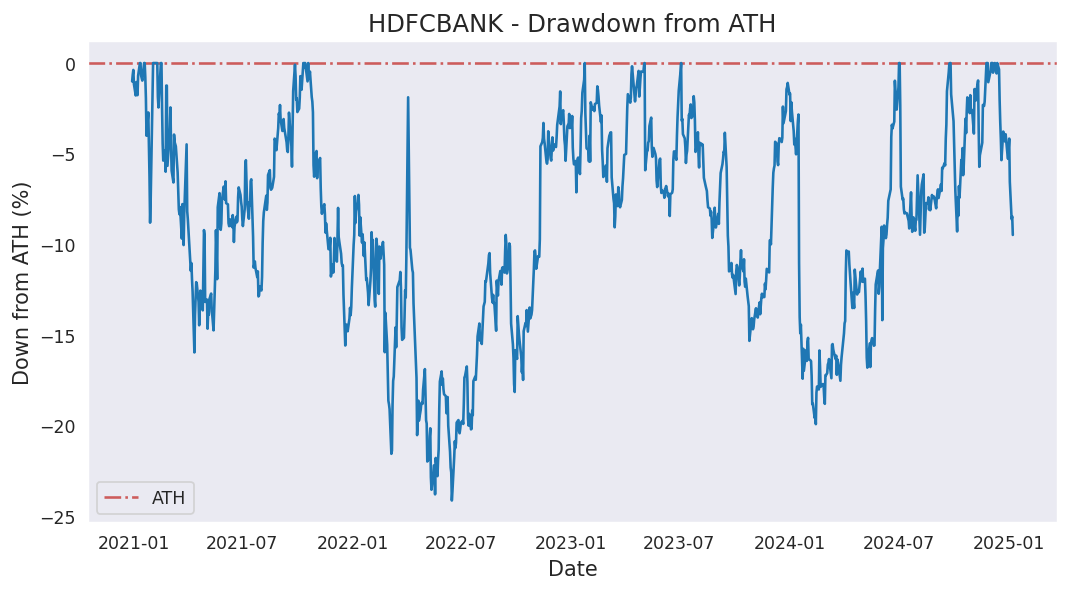 HDFCBANK - Drawdown from ATH
Down from ATH (%)
0
−5
−10
−15
−20
−25
ATH
2021-01 2021-07 2022-01 2022-07 2023-01 2023-07 2024-01 2024-07 2025-01
Date